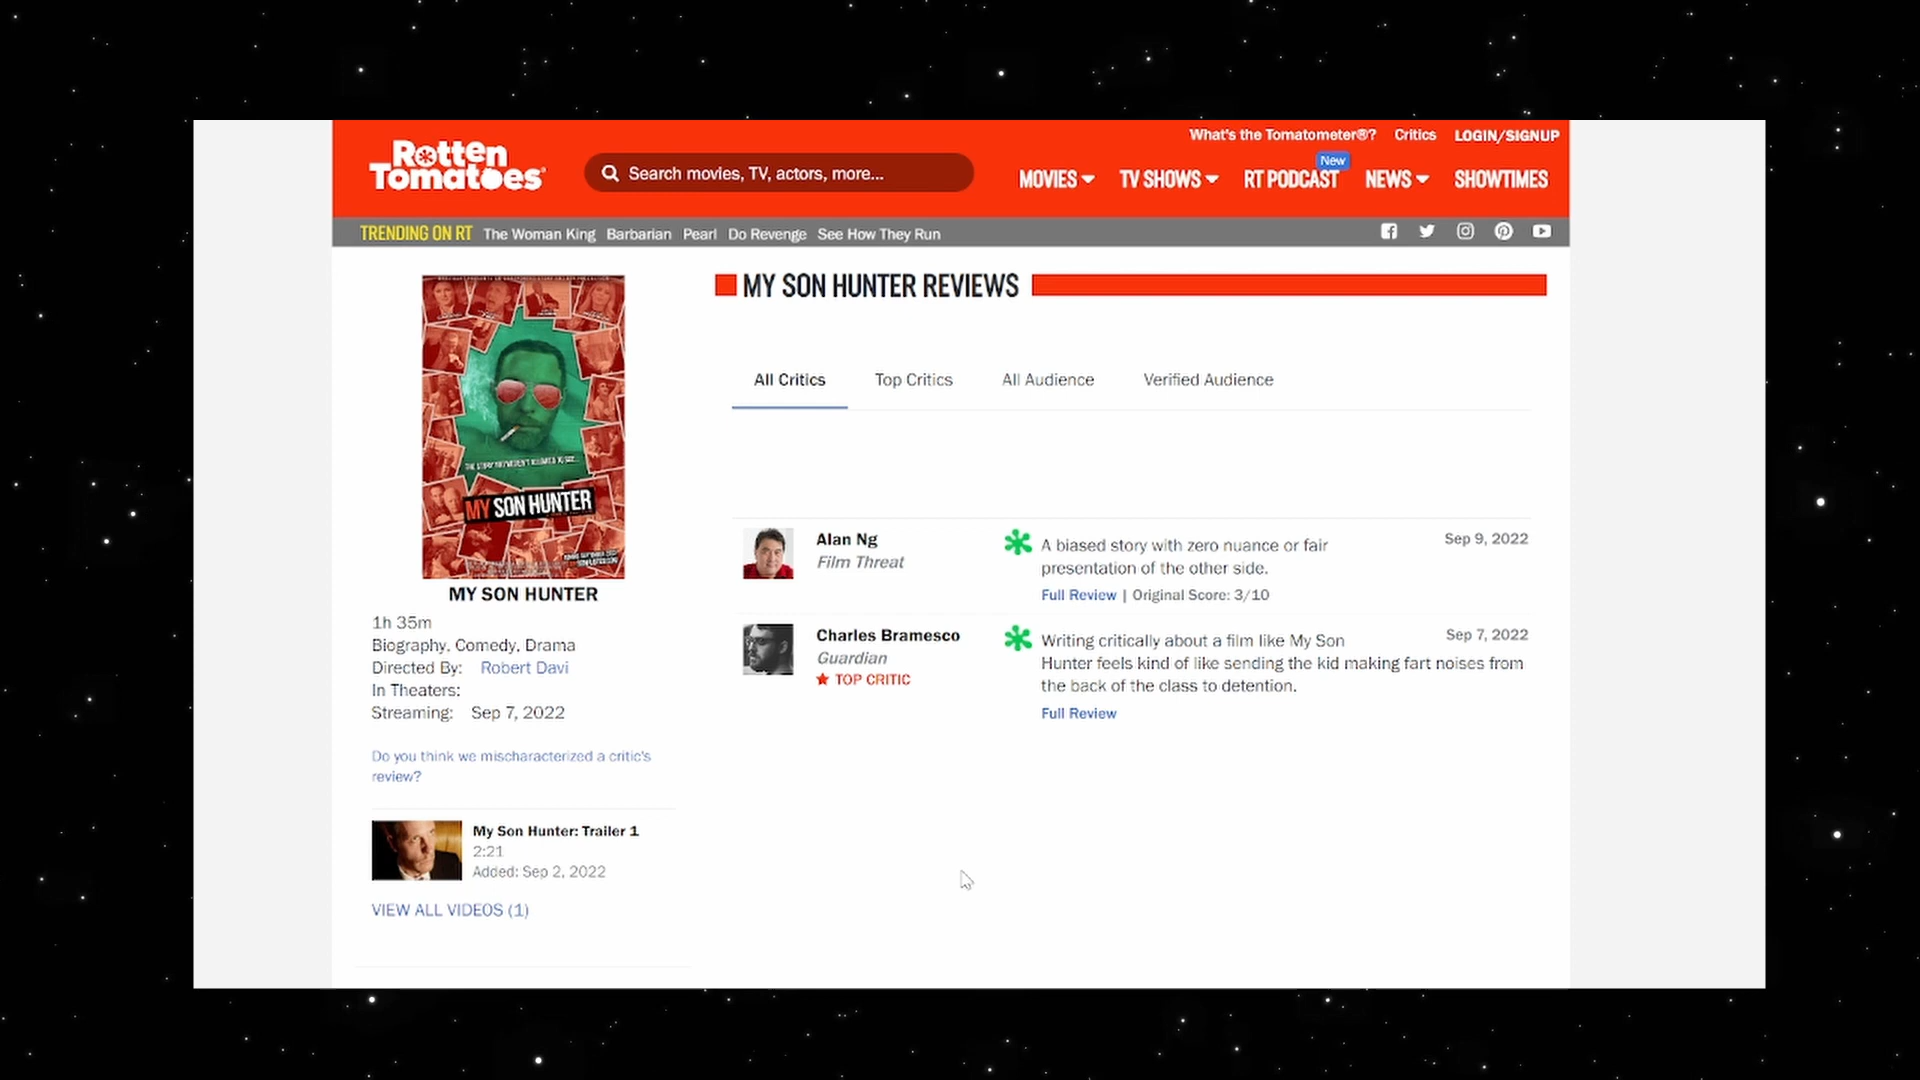 What's the Tomatometer®? Critics LOGIN/SIGNUP
Rotten
Tomatoes
Search movies, TV, actors, more...
New
MOVIES TV SHOWS RT PODCAST NEWS SHOWTIMES
TRENDING ON RT The Woman King Barbarian Pearl Do Revenge See How They Run
MY SON HUNTER
MY SON HUNTER
1h 35m
Biography, Comedy, Drama
Directed By: Robert Davi
In Theaters:
Streaming: Sep 7, 2022
Do you think we mischaracterized a critic's
review?
My Son Hunter: Trailer 1
2:21
Added: Sep 2, 2022
VIEW ALL VIDEOS (1)
MY SON HUNTER REVIEWS
All Critics Top Critics All Audience Verified Audience
Alan Ng
Film Threat
A biased story with zero nuance or fair
presentation of the other side.
Full Review | Original Score: 3/10
Sep 9, 2022
Charles Bramesco
Guardian
TOP CRITIC
Writing critically about a film like My Son
Hunter feels kind of like sending the kid making fart noises from
the back of the class to detention.
Full Review
Sep 7, 2022